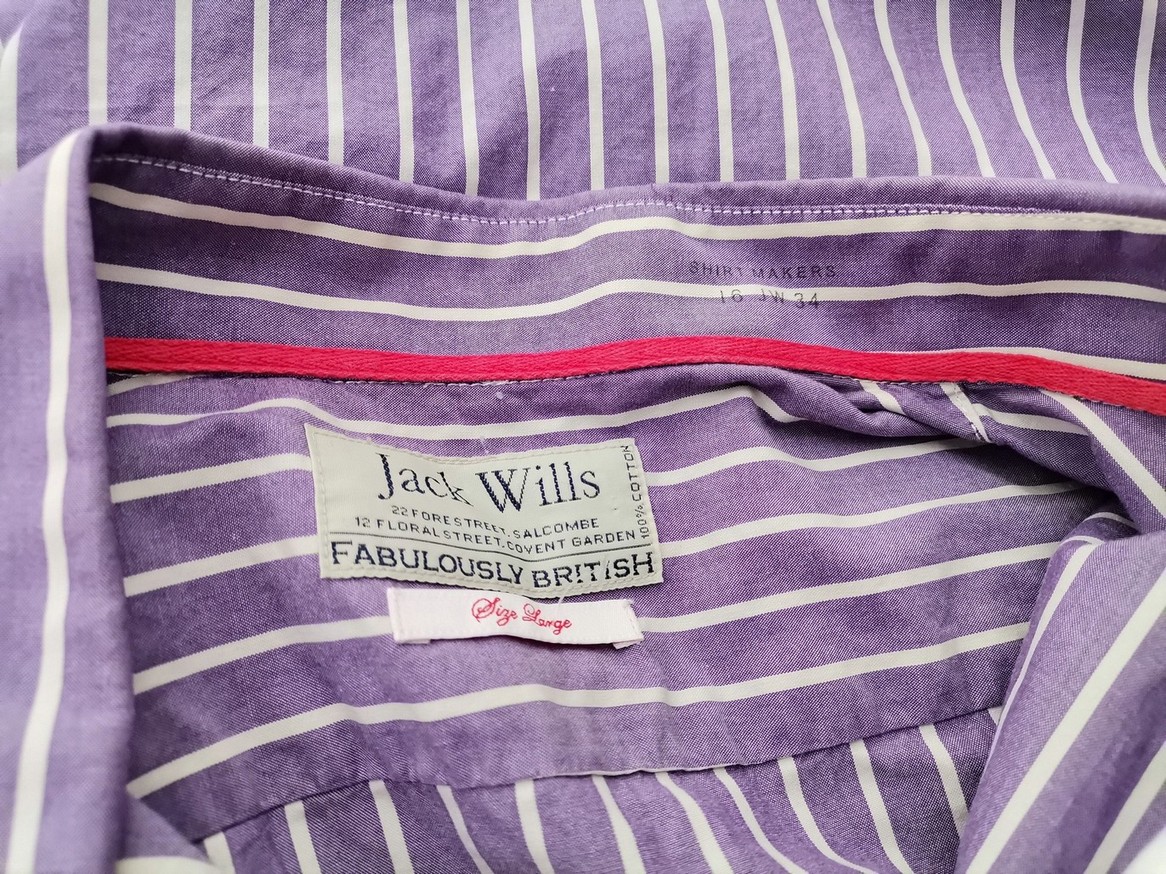 SHIRT MAKERS
16 JW 34
Jack Wills
22 FORE STREET, SALCOMBE
12 FLORAL STREET, COVENT GARDEN
100% COTTON
FABULOUSLY BRITISH
Size Large